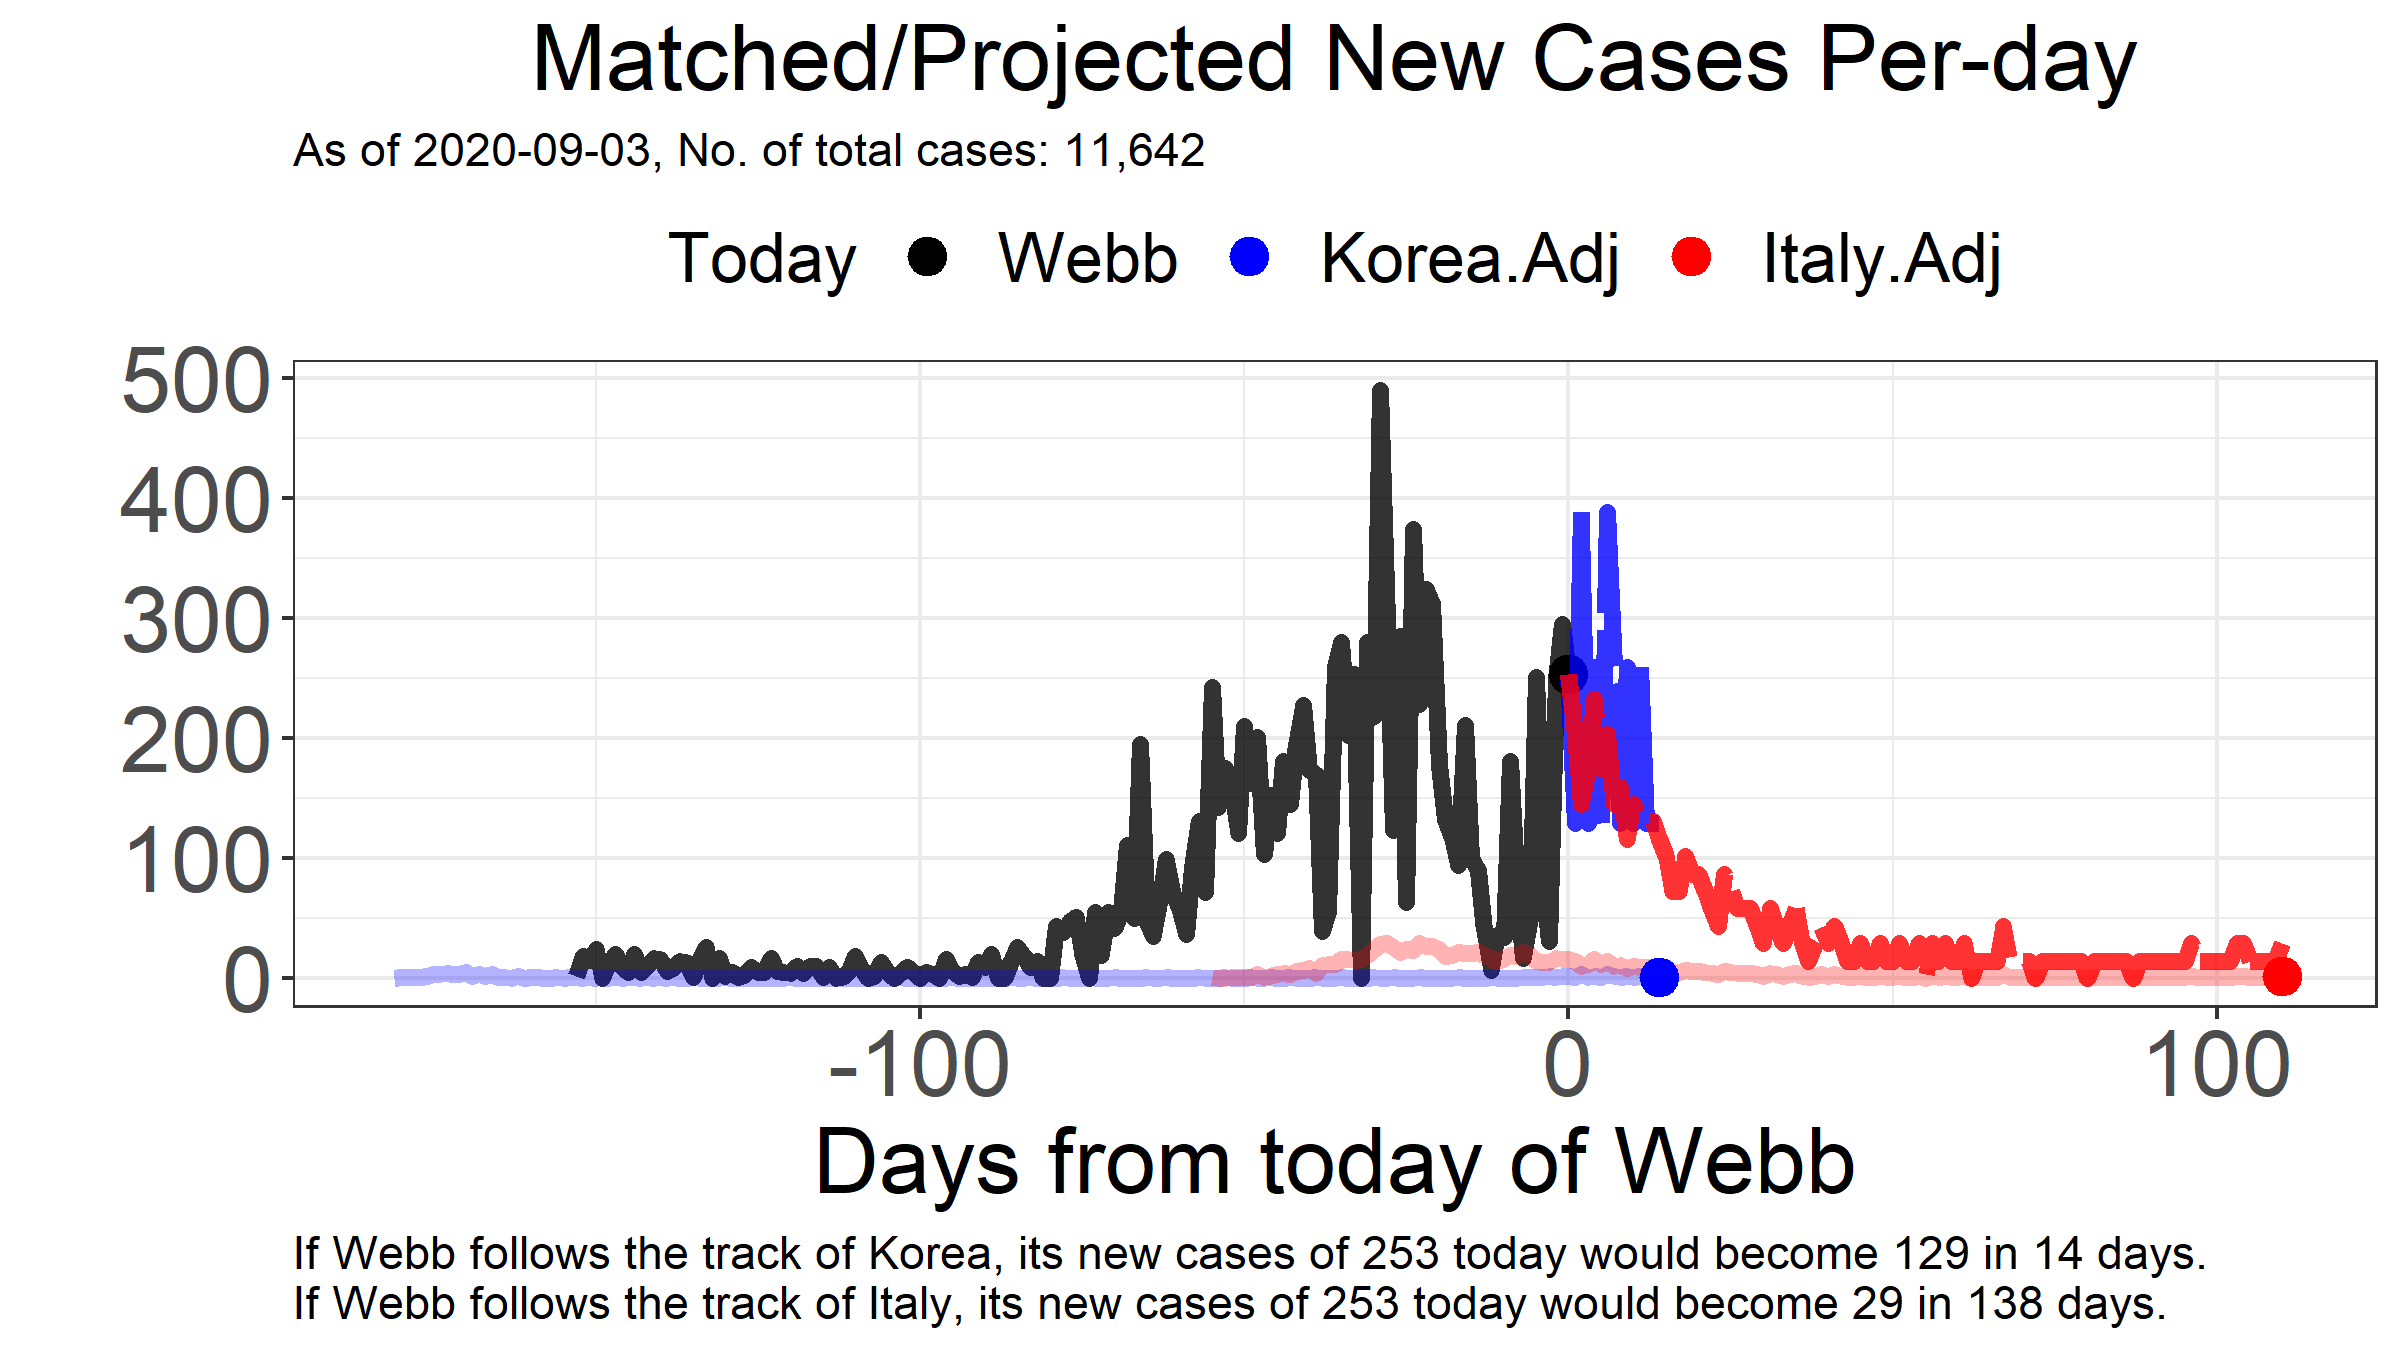 Matched/Projected New Cases Per-day
As of 2020-09-03, No. of total cases: 11,642
Today Webb Korea.Adj Italy.Adj
500
400
300
200
100
0
-100 0 100
Days from today of Webb
If Webb follows the track of Korea, its new cases of 253 today would become 129 in 14 days.
If Webb follows the track of Italy, its new cases of 253 today would become 29 in 138 days.